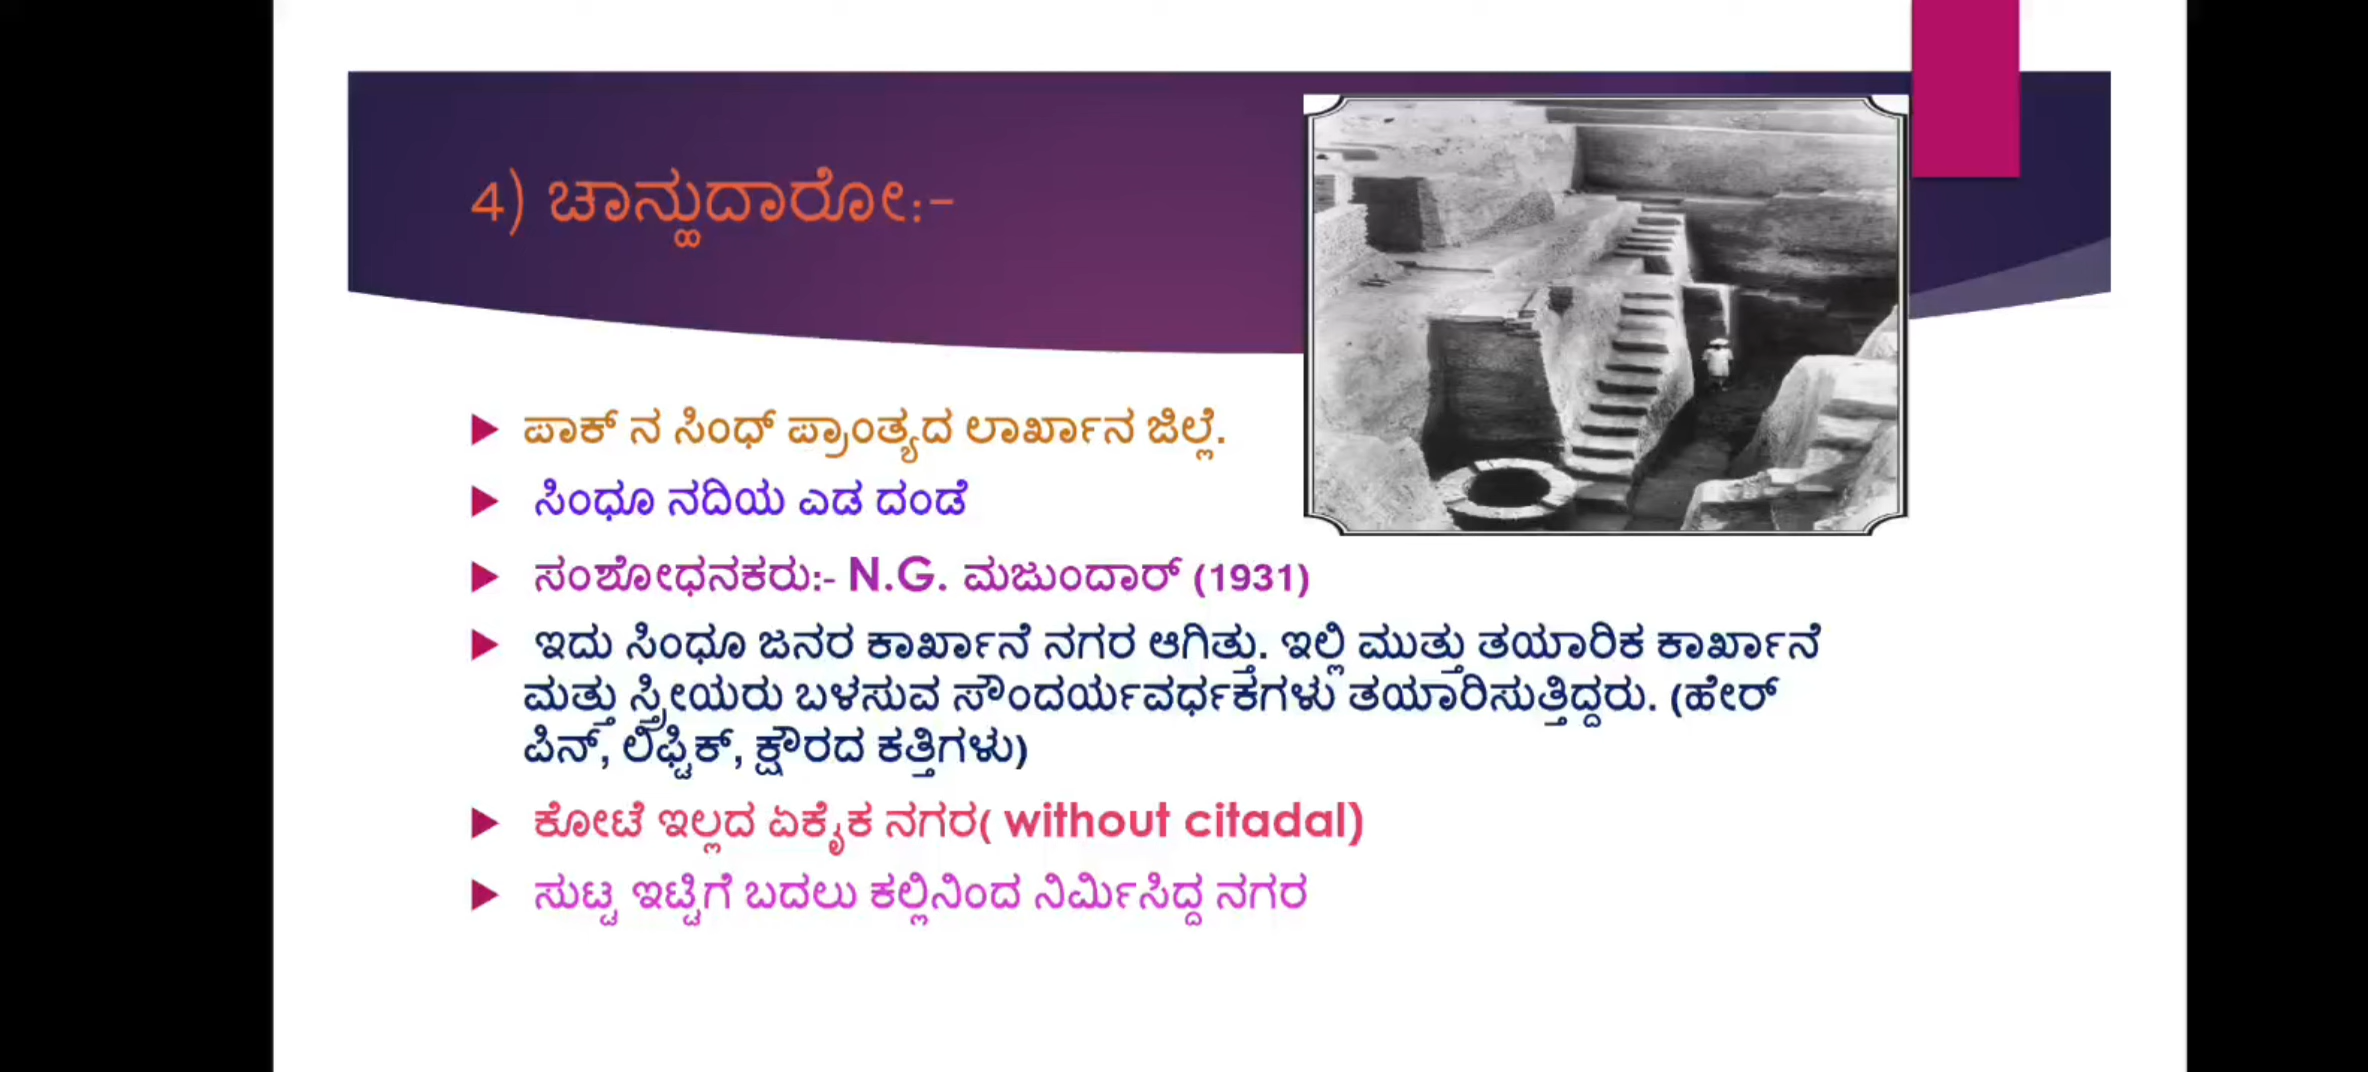 4) ಚಾನ್ಹುದಾರೋ:-
ಪಾಕ್ ನ ಸಿಂಧ್ ಪ್ರಾಂತ್ಯದ ಲಾರ್ಖಾನ ಜಿಲ್ಲೆ.
ಸಿಂಧೂ ನದಿಯ ಎಡ ದಂಡೆ
ಸಂಶೋಧನಕರು:- N.G. ಮಜುಂದಾರ್ (1931)
ಇದು ಸಿಂಧೂ ಜನರ ಕಾರ್ಖಾನೆ ನಗರ ಆಗಿತ್ತು. ಇಲ್ಲಿ ಮುತ್ತು ತಯಾರಿಕ ಕಾರ್ಖಾನೆ
ಮತ್ತು ಸ್ತ್ರೀಯರು ಬಳಸುವ ಸೌಂದರ್ಯವರ್ಧಕಗಳು ತಯಾರಿಸುತ್ತಿದ್ದರು. (ಹೇರ್
ಪಿನ್, ಲಿಫ್ಟಿಕ್, ಕ್ಷೌರದ ಕತ್ತಿಗಳು)
ಕೋಟೆ ಇಲ್ಲದ ಏಕೈಕ ನಗರ( without citadal)
ಸುಟ್ಟ ಇಟ್ಟಿಗೆ ಬದಲು ಕಲ್ಲಿನಿಂದ ನಿರ್ಮಿಸಿದ್ದ ನಗರ